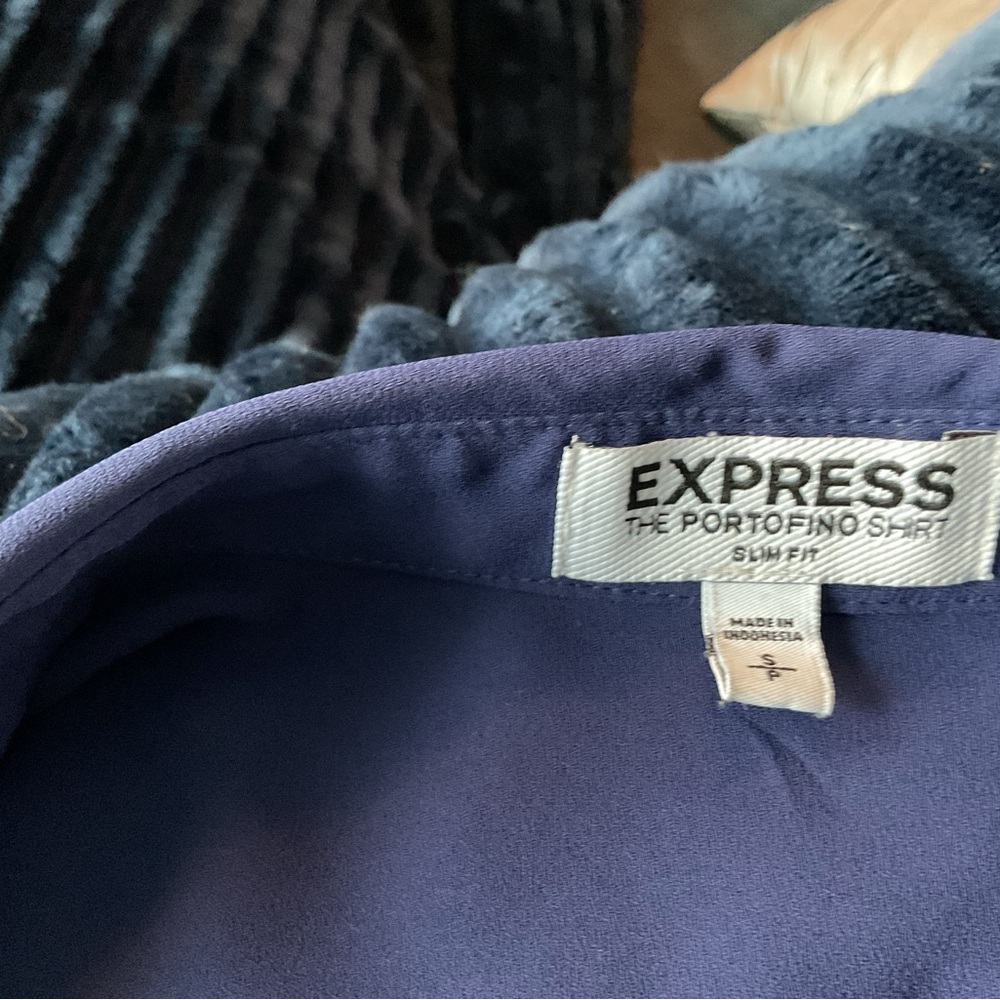 EXPRESS
THE PORTOFINO SHIRT
SLIM FIT
MADE IN
INDONESIA
S
P